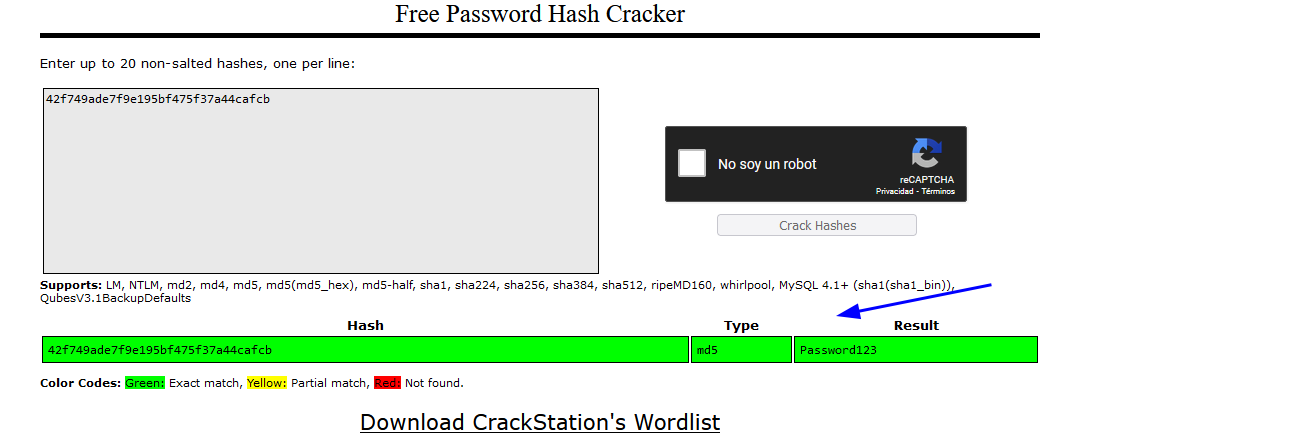 Free Password Hash Cracker
Enter up to 20 non-salted hashes, one per line:
42f749ade7f9e195bf475f37a44cafcb
No soy un robot
reCAPTCHA
Privacidad - Términos
Crack Hashes
Supports: LM, NTLM, md2, md4, md5, md5(md5_hex), md5-half, sha1, sha224, sha256, sha384, sha512, ripeMD160, whirlpool, MySQL 4.1+ (sha1(sha1_bin)),
QubesV3.1BackupDefaults
Hash Type Result
42f749ade7f9e195bf475f37a44cafcb md5 Password123
Color Codes: Green: Exact match, Yellow: Partial match, Red: Not found.
Download CrackStation's Wordlist